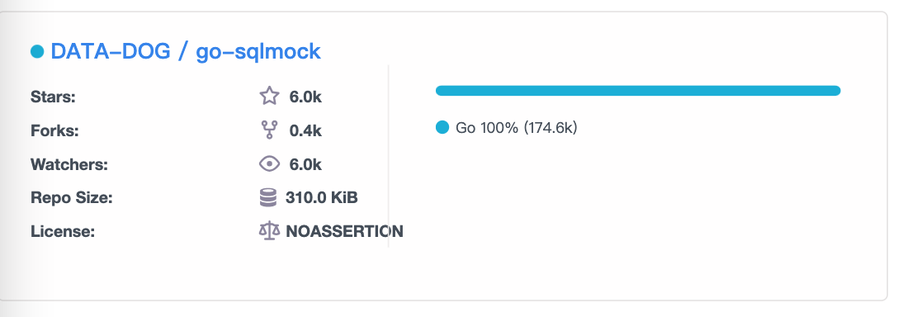 DATA-DOG / go-sqlmock
Stars: 6.0k
Forks: 0.4k
Watchers: 6.0k
Repo Size: 310.0 KiB
License: NOASSERTION
Go 100% (174.6k)